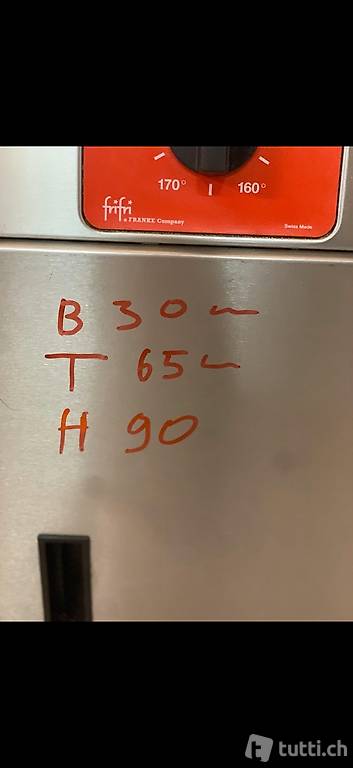 170° 160°
frifri
a FRANKE Company
Swiss Made
B 30
T 65
H 90
tutti.ch